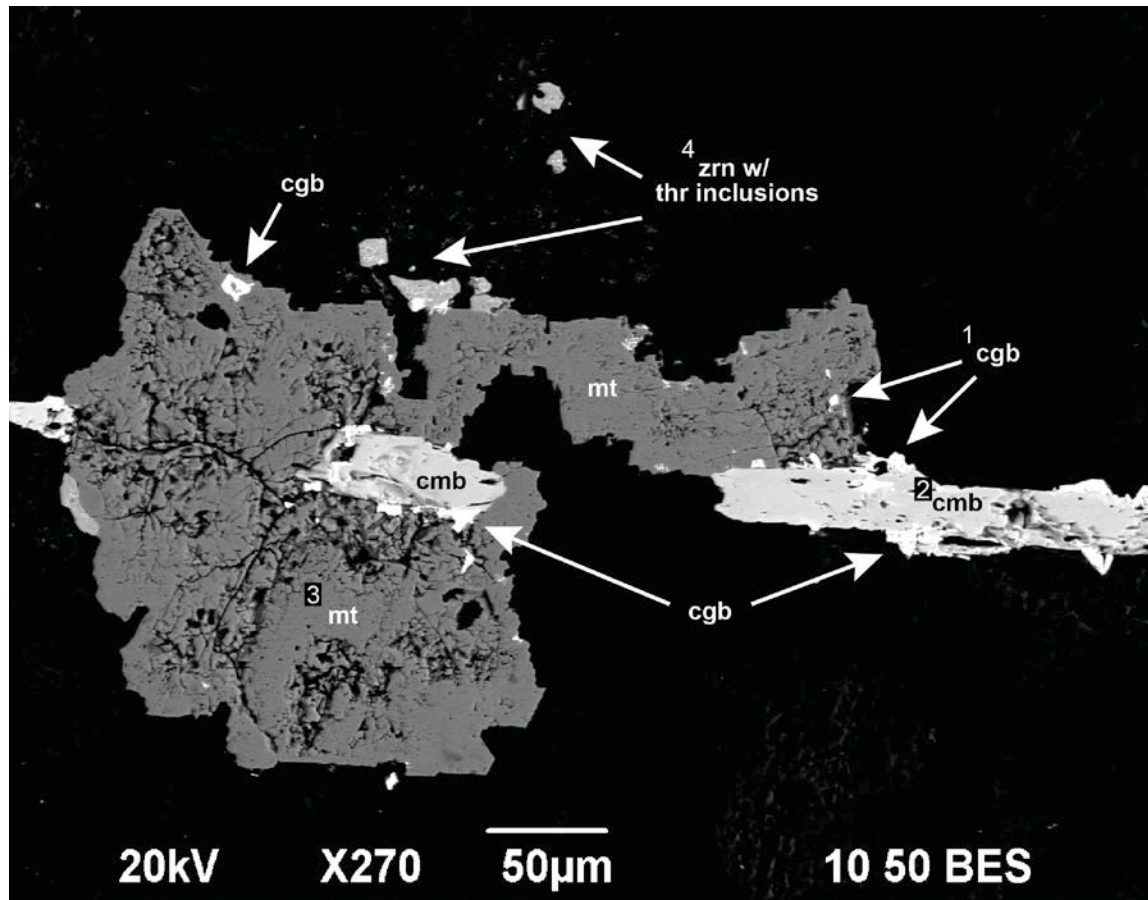 4 zrn w/
thr inclusions
cgb
1 cgb
mt
cmb
2 cmb
3 mt
cgb
20kV X270 50µm 10 50 BES